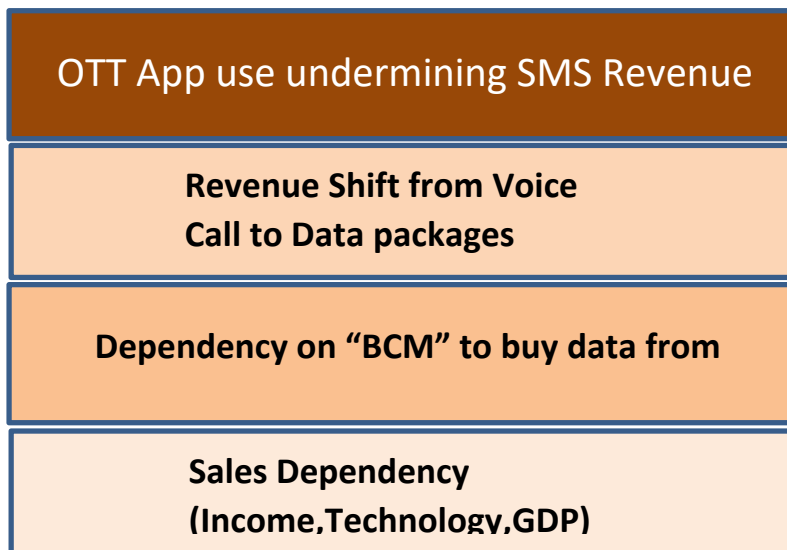 OTT App use undermining SMS Revenue
Revenue Shift from Voice
Call to Data packages
Dependency on “BCM” to buy data from
Sales Dependency
(Income,Technology,GDP)